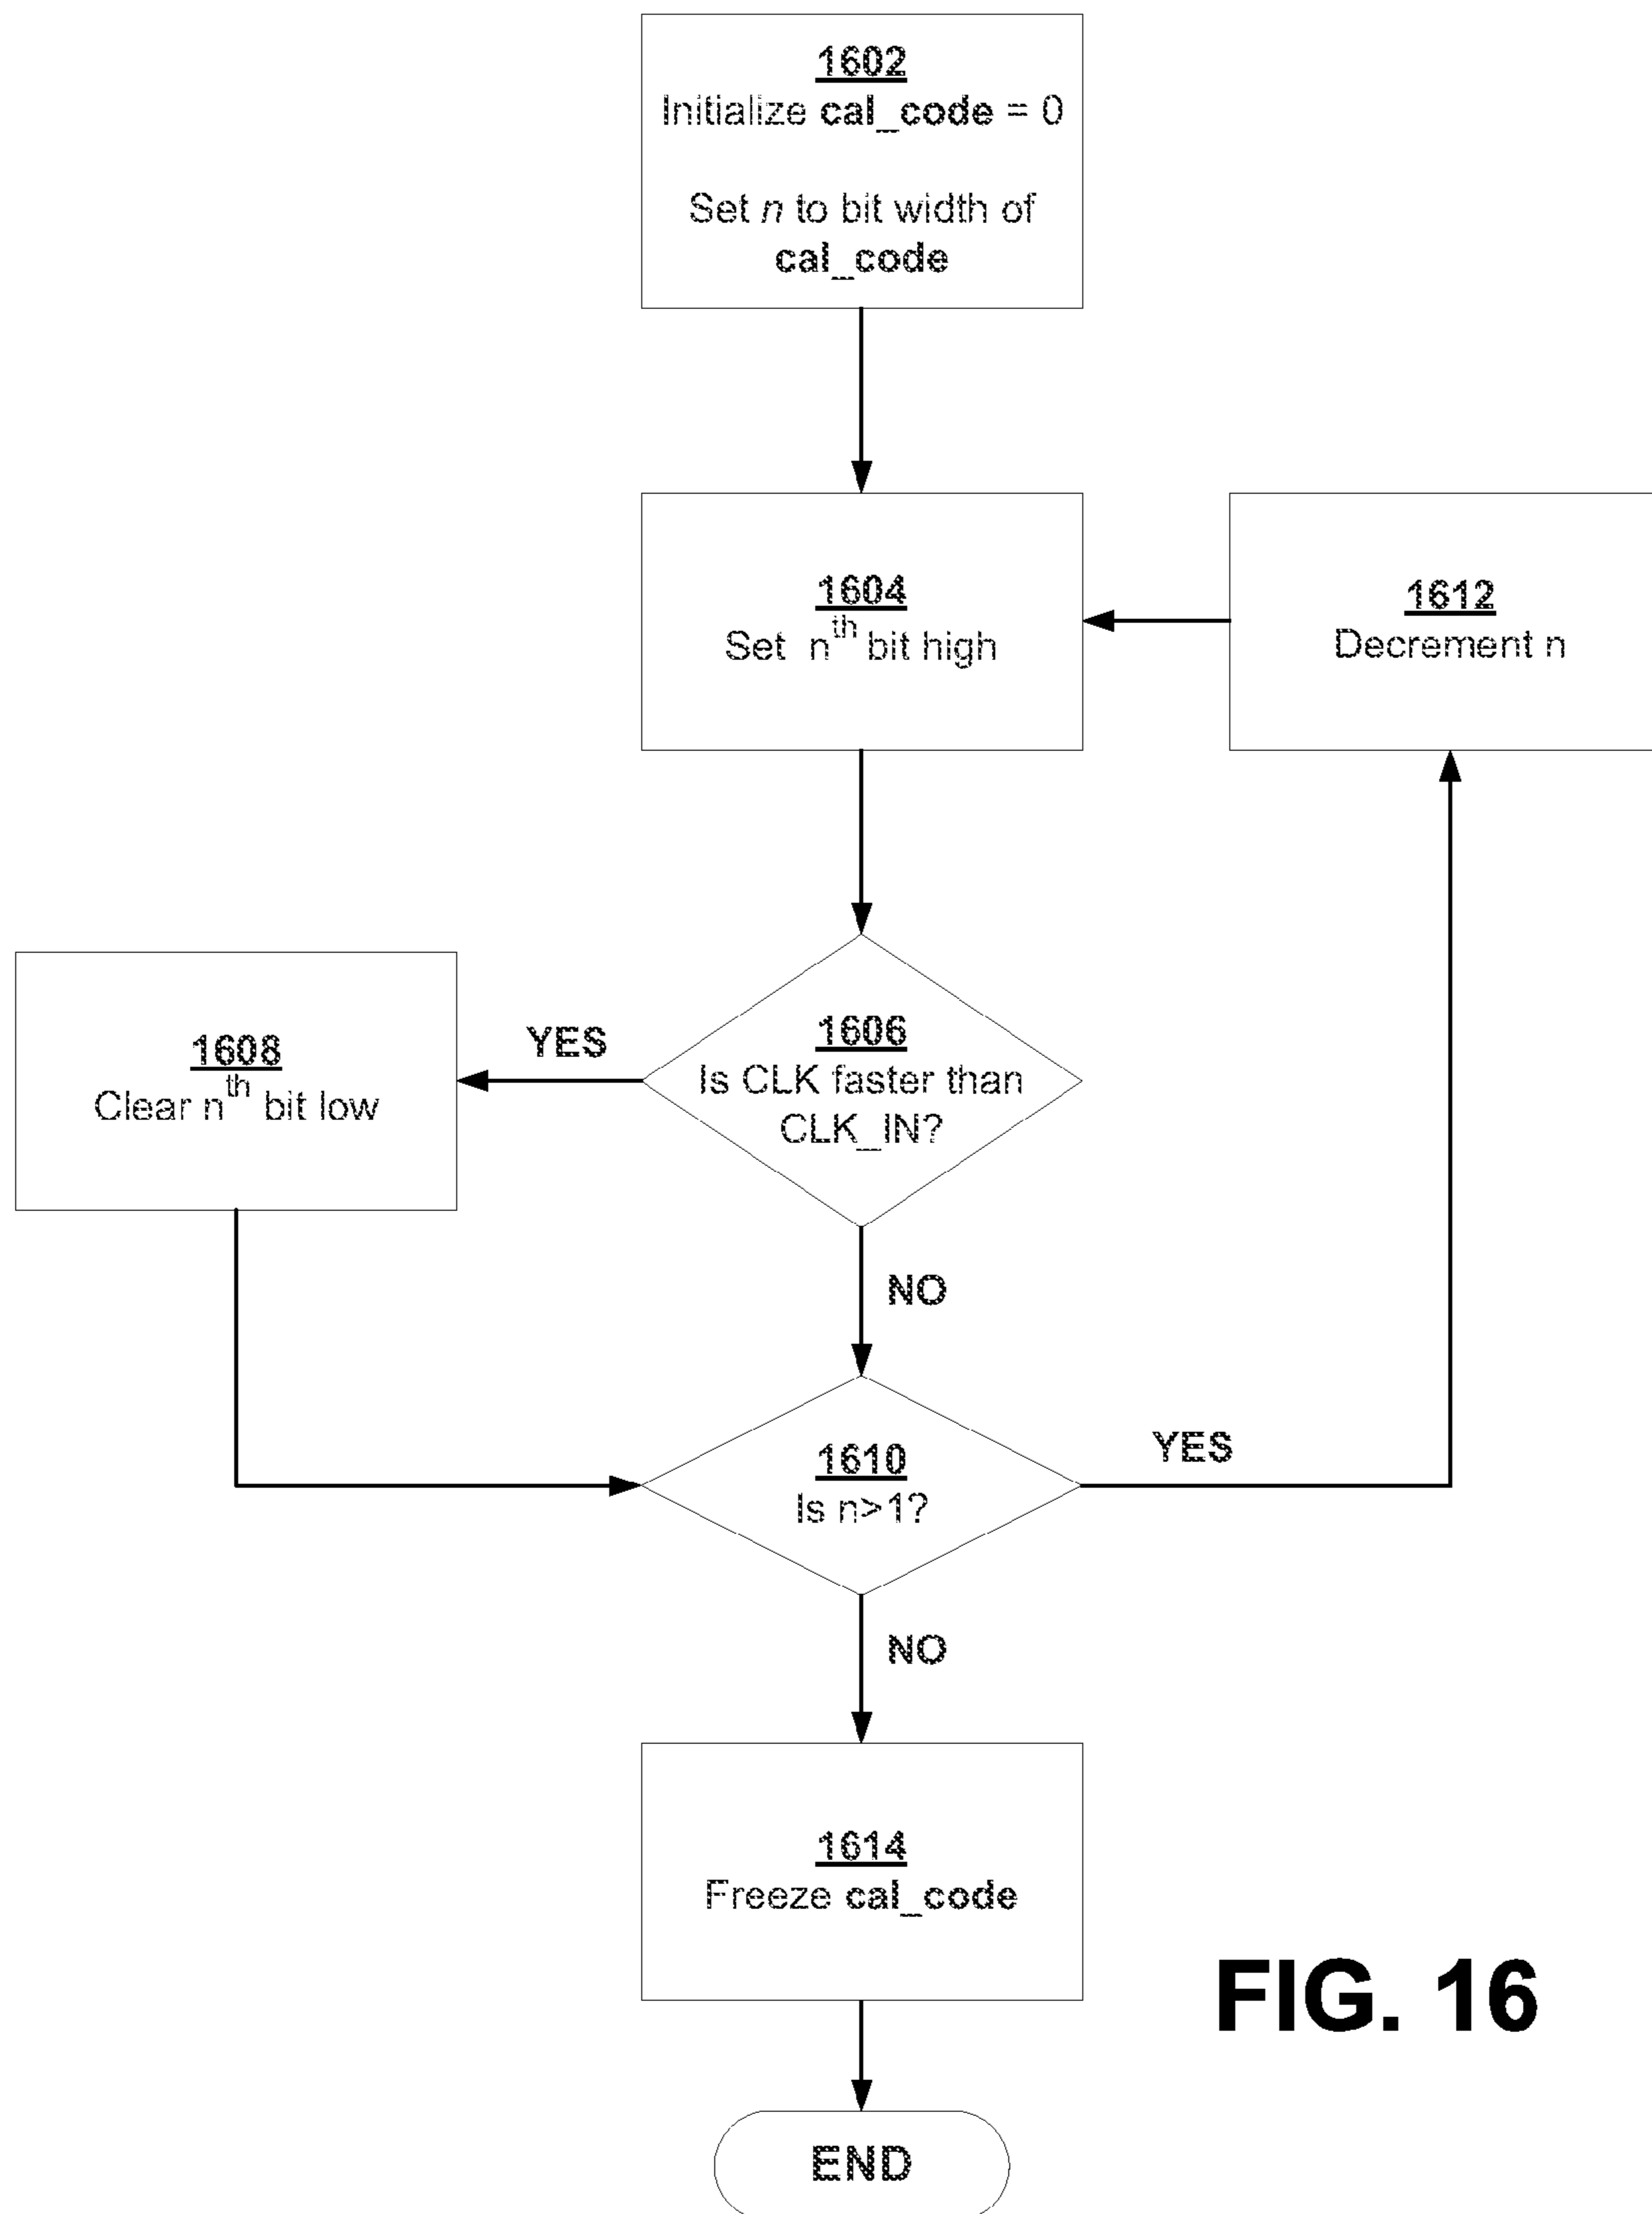 1602
Initialize cal_code = 0
Set n to bit width of
cal_code
1604
Set nth bit high
1612
Decrement n
1606
Is CLK faster than
CLK_IN?
YES
1608
Clear nth bit low
NO
1610
Is n>1?
YES
NO
1614
Freeze cal_code
FIG. 16
END